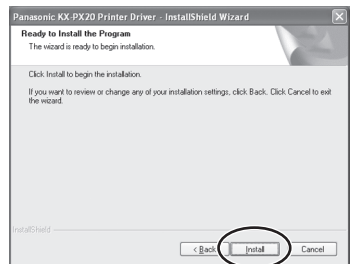 Panasonic KX-PX20 Printer Driver - InstallShield Wizard
Ready to Install the Program
The wizard is ready to begin installation.
Click Install to begin the installation.
If you want to review or change any of your installation settings, click Back. Click Cancel to exit
the wizard.
InstallShield
< Back Install Cancel